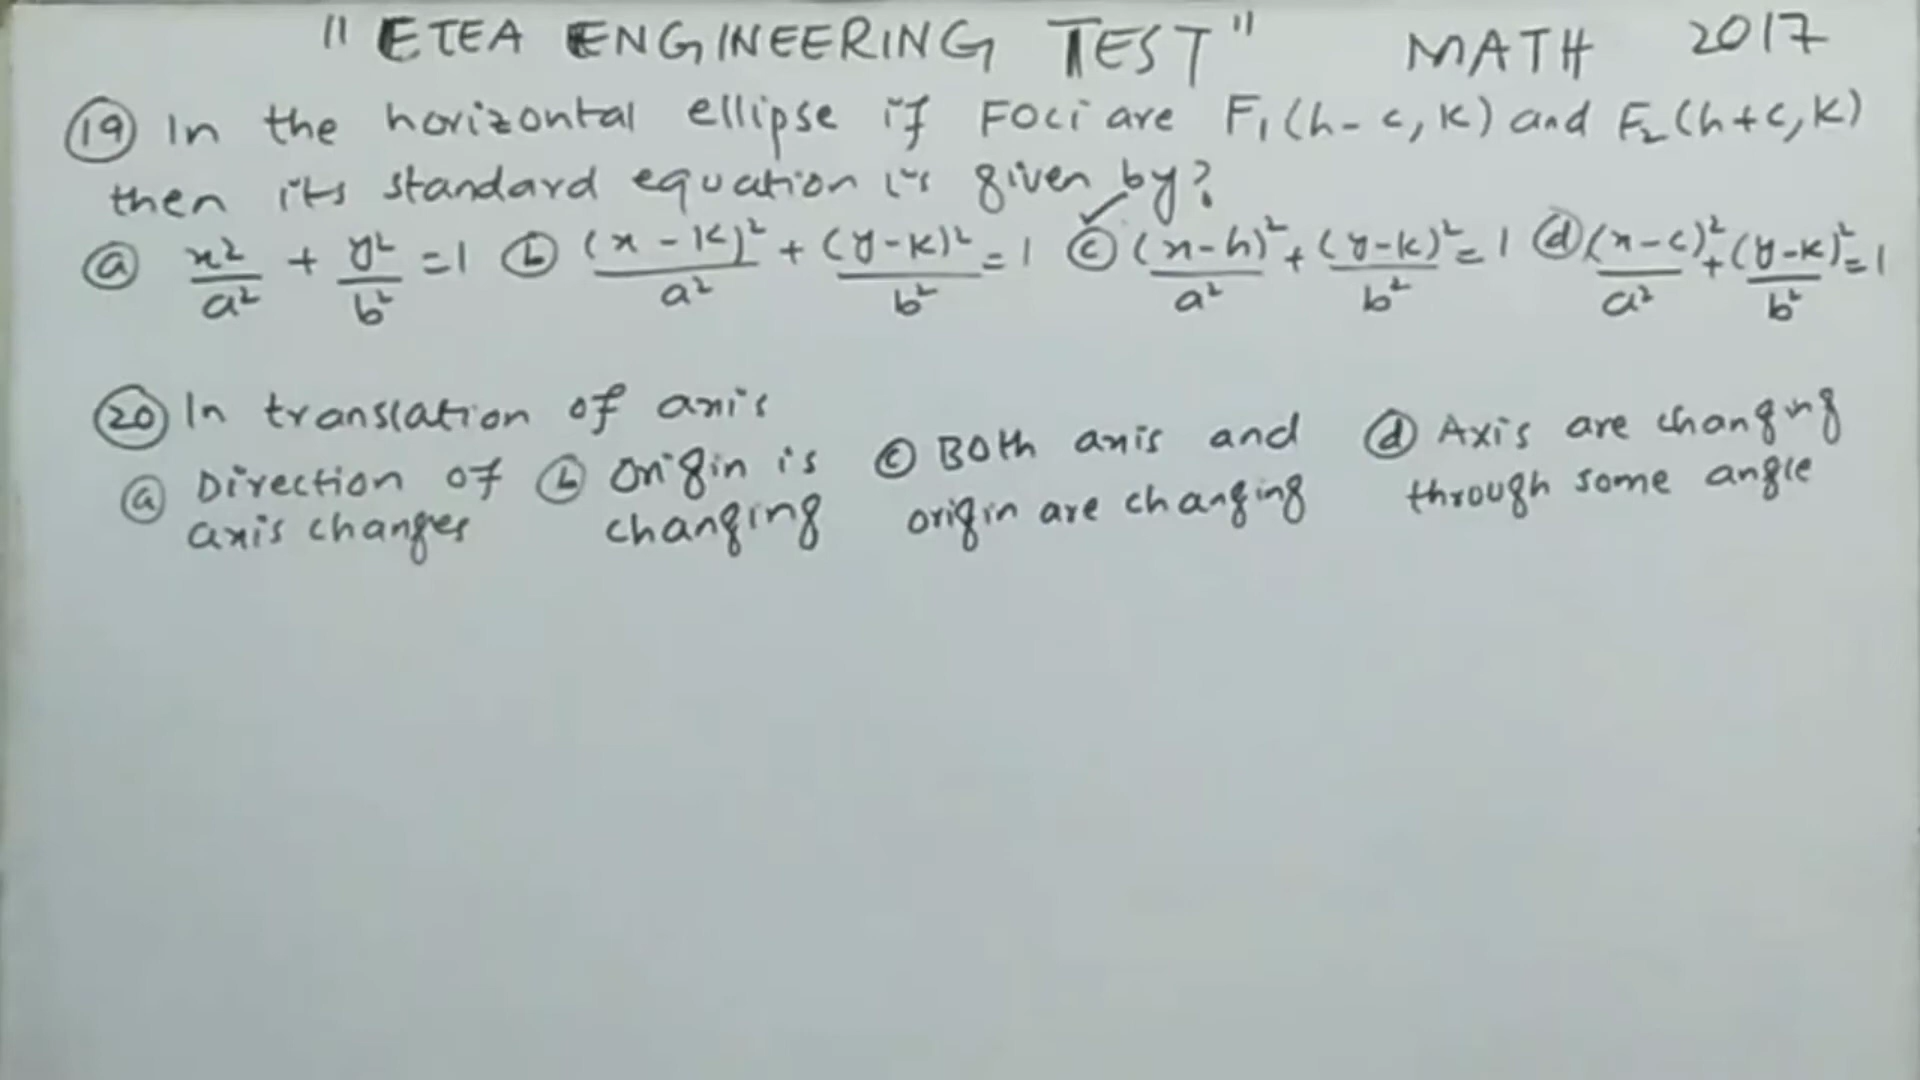 "ETEA ENGINEERING TEST" MATH 2017
(19) In the horizontal ellipse if Foci are F₁(h-c, K) and F₂(h+c, K)
then its standard equation is given by?
(a) x²/a² + y²/b² = 1 (b) (x-K)²/a² + (y-K)²/b² = 1 (c) ✓ (x-h)²/a² + (y-k)²/b² = 1 (d) (x-c)²/a² + (y-K)²/b² = 1
(20) In translation of axis
(a) Direction of axis changes
(b) Origin is changing
(c) BOTH axis and origin are changing
(d) Axis are changing through some angle